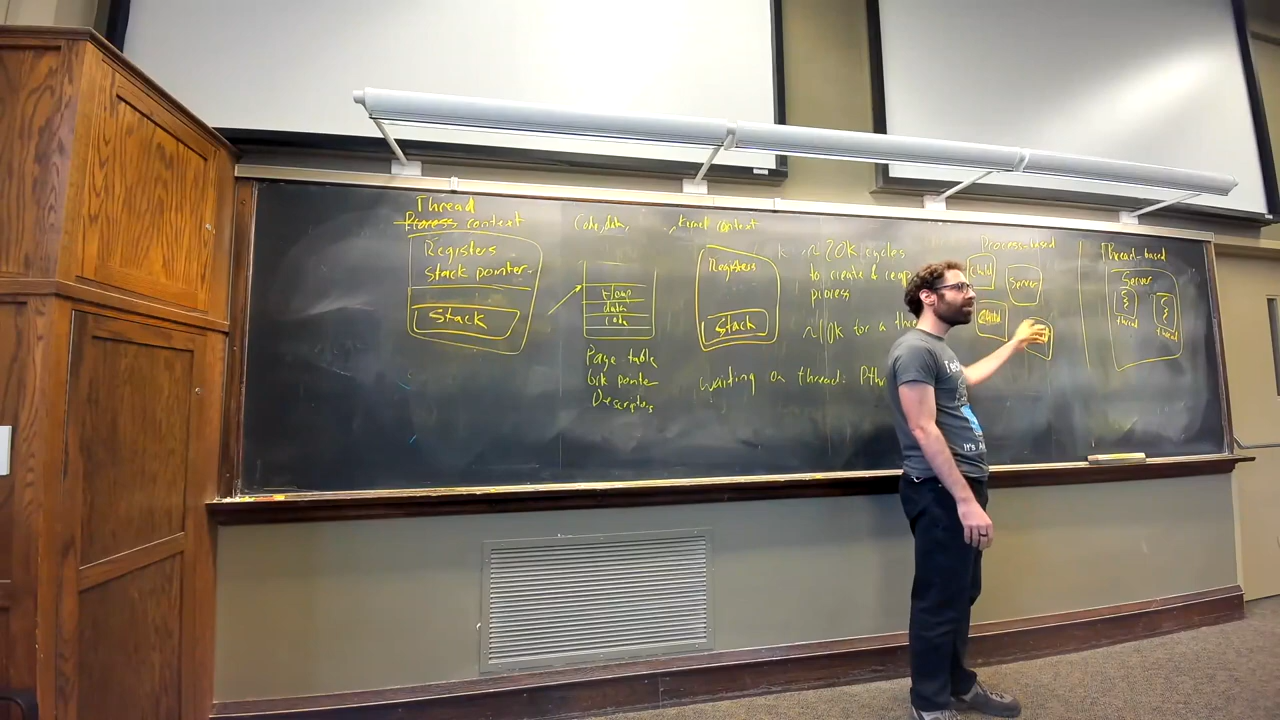 Thread
Process context
Registers
Stack pointer
Stack
Code, data,
Heap
data
code
Page table
brk pointer
Descriptors
Kernel context
Registers
Stack
~20k cycles
to create & reap
process
~10k for a
waiting on thread: Pth
Process-based
Child
Server
Child
Thread-based
Server
thread
thread
It's A